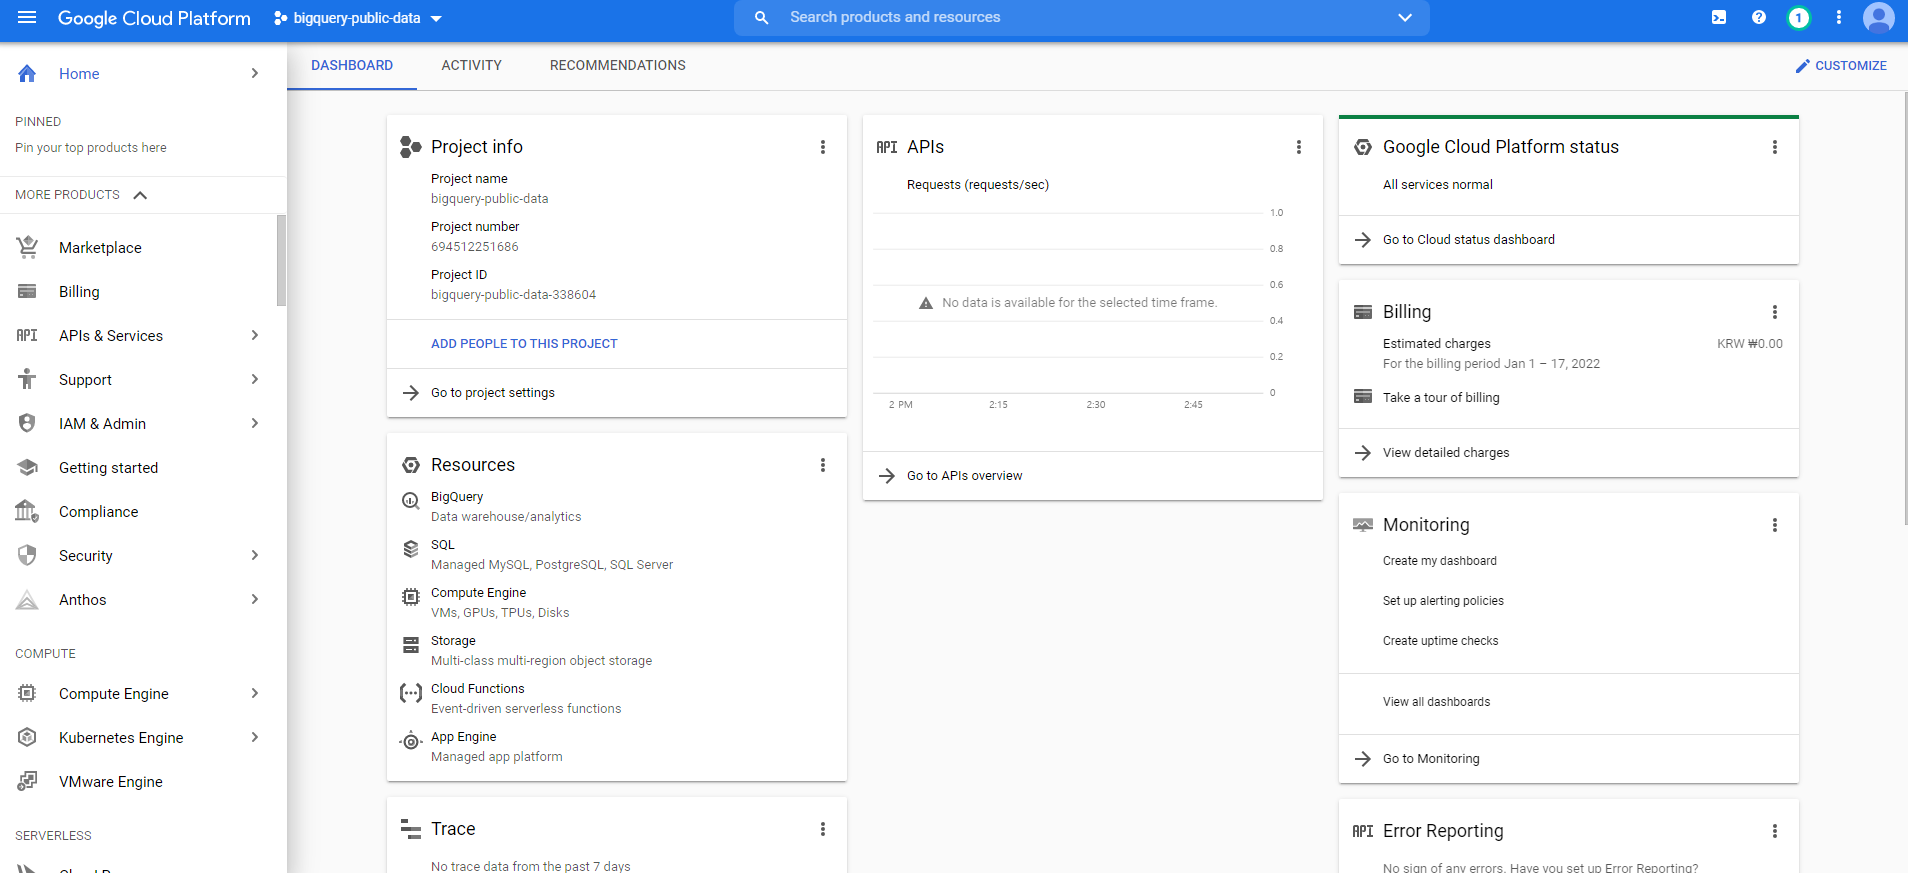 Google Cloud Platform
bigquery-public-data
Search products and resources
1
Home
PINNED
Pin your top products here
MORE PRODUCTS
Marketplace
Billing
API
APIs & Services
Support
IAM & Admin
Getting started
Compliance
Security
Anthos
COMPUTE
Compute Engine
Kubernetes Engine
VMware Engine
SERVERLESS
DASHBOARD
ACTIVITY
RECOMMENDATIONS
CUSTOMIZE
Project info
Project name
bigquery-public-data
Project number
694512251686
Project ID
bigquery-public-data-338604
ADD PEOPLE TO THIS PROJECT
Go to project settings
Resources
BigQuery
Data warehouse/analytics
SQL
Managed MySQL, PostgreSQL, SQL Server
Compute Engine
VMs, GPUs, TPUs, Disks
Storage
Multi-class multi-region object storage
Cloud Functions
Event-driven serverless functions
App Engine
Managed app platform
Trace
No trace data from the past 7 days
API
APIs
Requests (requests/sec)
1.0
0.8
0.6
No data is available for the selected time frame.
0.4
0.2
0
2 PM
2:15
2:30
2:45
Go to APIs overview
Google Cloud Platform status
All services normal
Go to Cloud status dashboard
Billing
Estimated charges
KRW ₩0.00
For the billing period Jan 1 – 17, 2022
Take a tour of billing
View detailed charges
Monitoring
Create my dashboard
Set up alerting policies
Create uptime checks
View all dashboards
Go to Monitoring
API
Error Reporting
No sign of any errors. Have you set up Error Reporting?